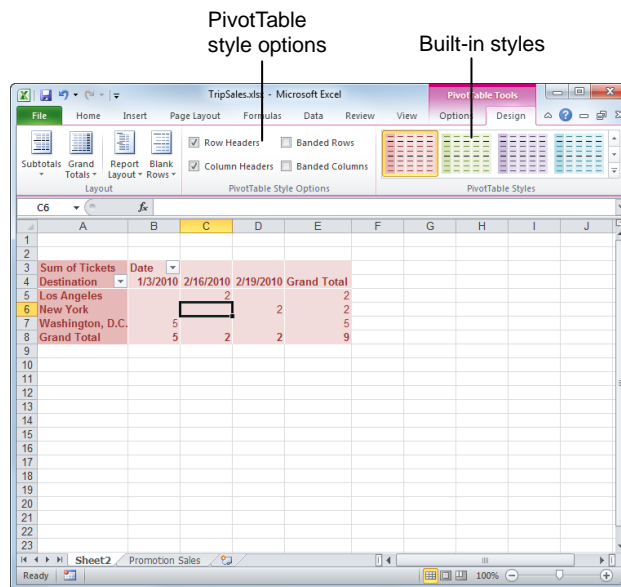 PivotTable
style options
Built-in styles
TripSales.xlsx - Microsoft Excel
PivotTable Tools
File Home Insert Page Layout Formulas Data Review View Options Design
Subtotals Grand Totals Report Layout Blank Rows
Layout
Row Headers Banded Rows
Column Headers Banded Columns
PivotTable Style Options
PivotTable Styles
C6 fx
A B C D E F G H I J
1
2
3 Sum of Tickets Date
4 Destination 1/3/2010 2/16/2010 2/19/2010 Grand Total
5 Los Angeles 2 2
6 New York 2 2
7 Washington, D.C. 5 5
8 Grand Total 5 2 2 9
9
10
11
12
13
14
15
16
17
18
19
20
21
22
23
Sheet2 Promotion Sales
Ready 100%